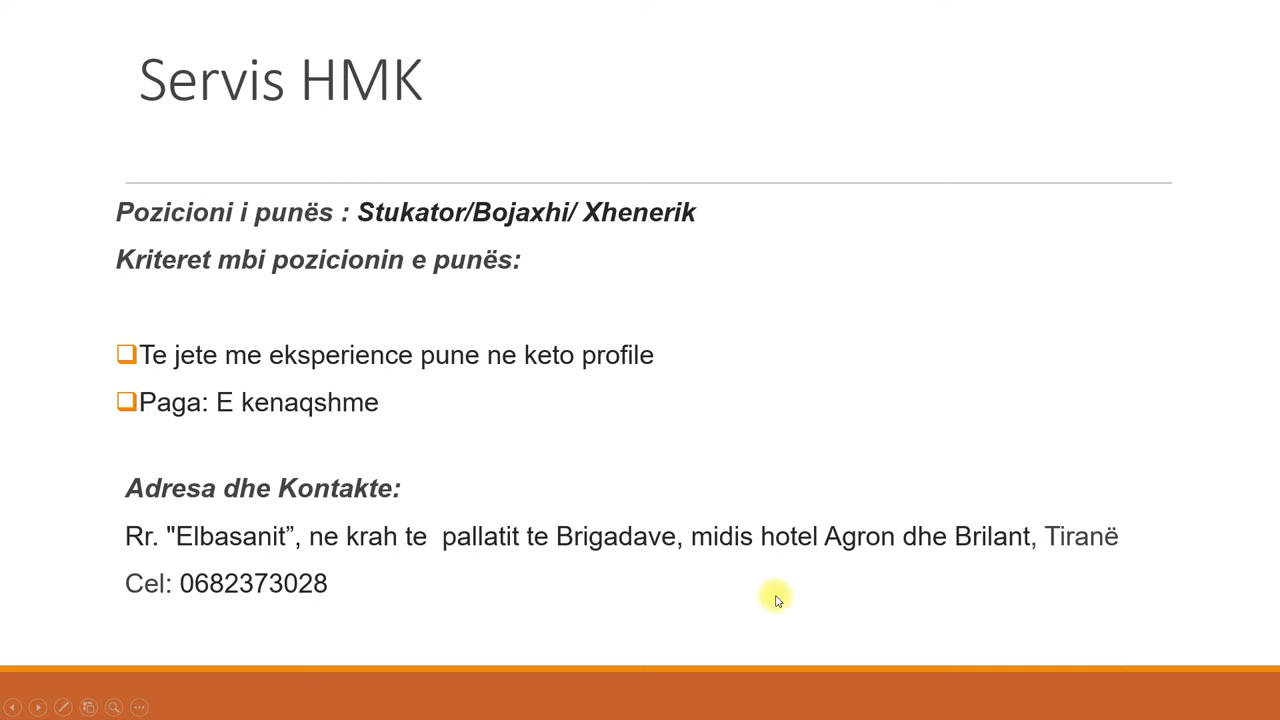 Servis HMK
Pozicioni i punës : Stukator/Bojaxhi/ Xhenerik
Kriteret mbi pozicionin e punës:
Te jete me eksperience pune ne keto profile
Paga: E kenaqshme
Adresa dhe Kontakte:
Rr. "Elbasanit”, ne krah te  pallatit te Brigadave, midis hotel Agron dhe Brilant, Tiranë
Cel: 0682373028